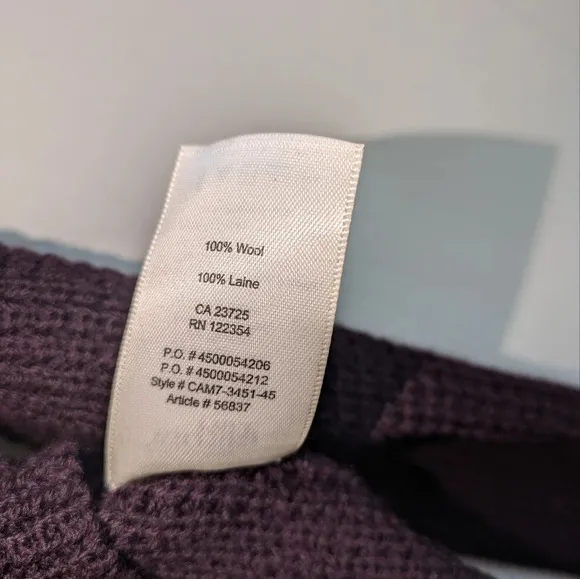 100% Wool
100% Laine
CA 23725
RN 122354
P.O. # 4500054206
P.O. # 4500054212
Style # CAM7-3451-45
Article # 56837